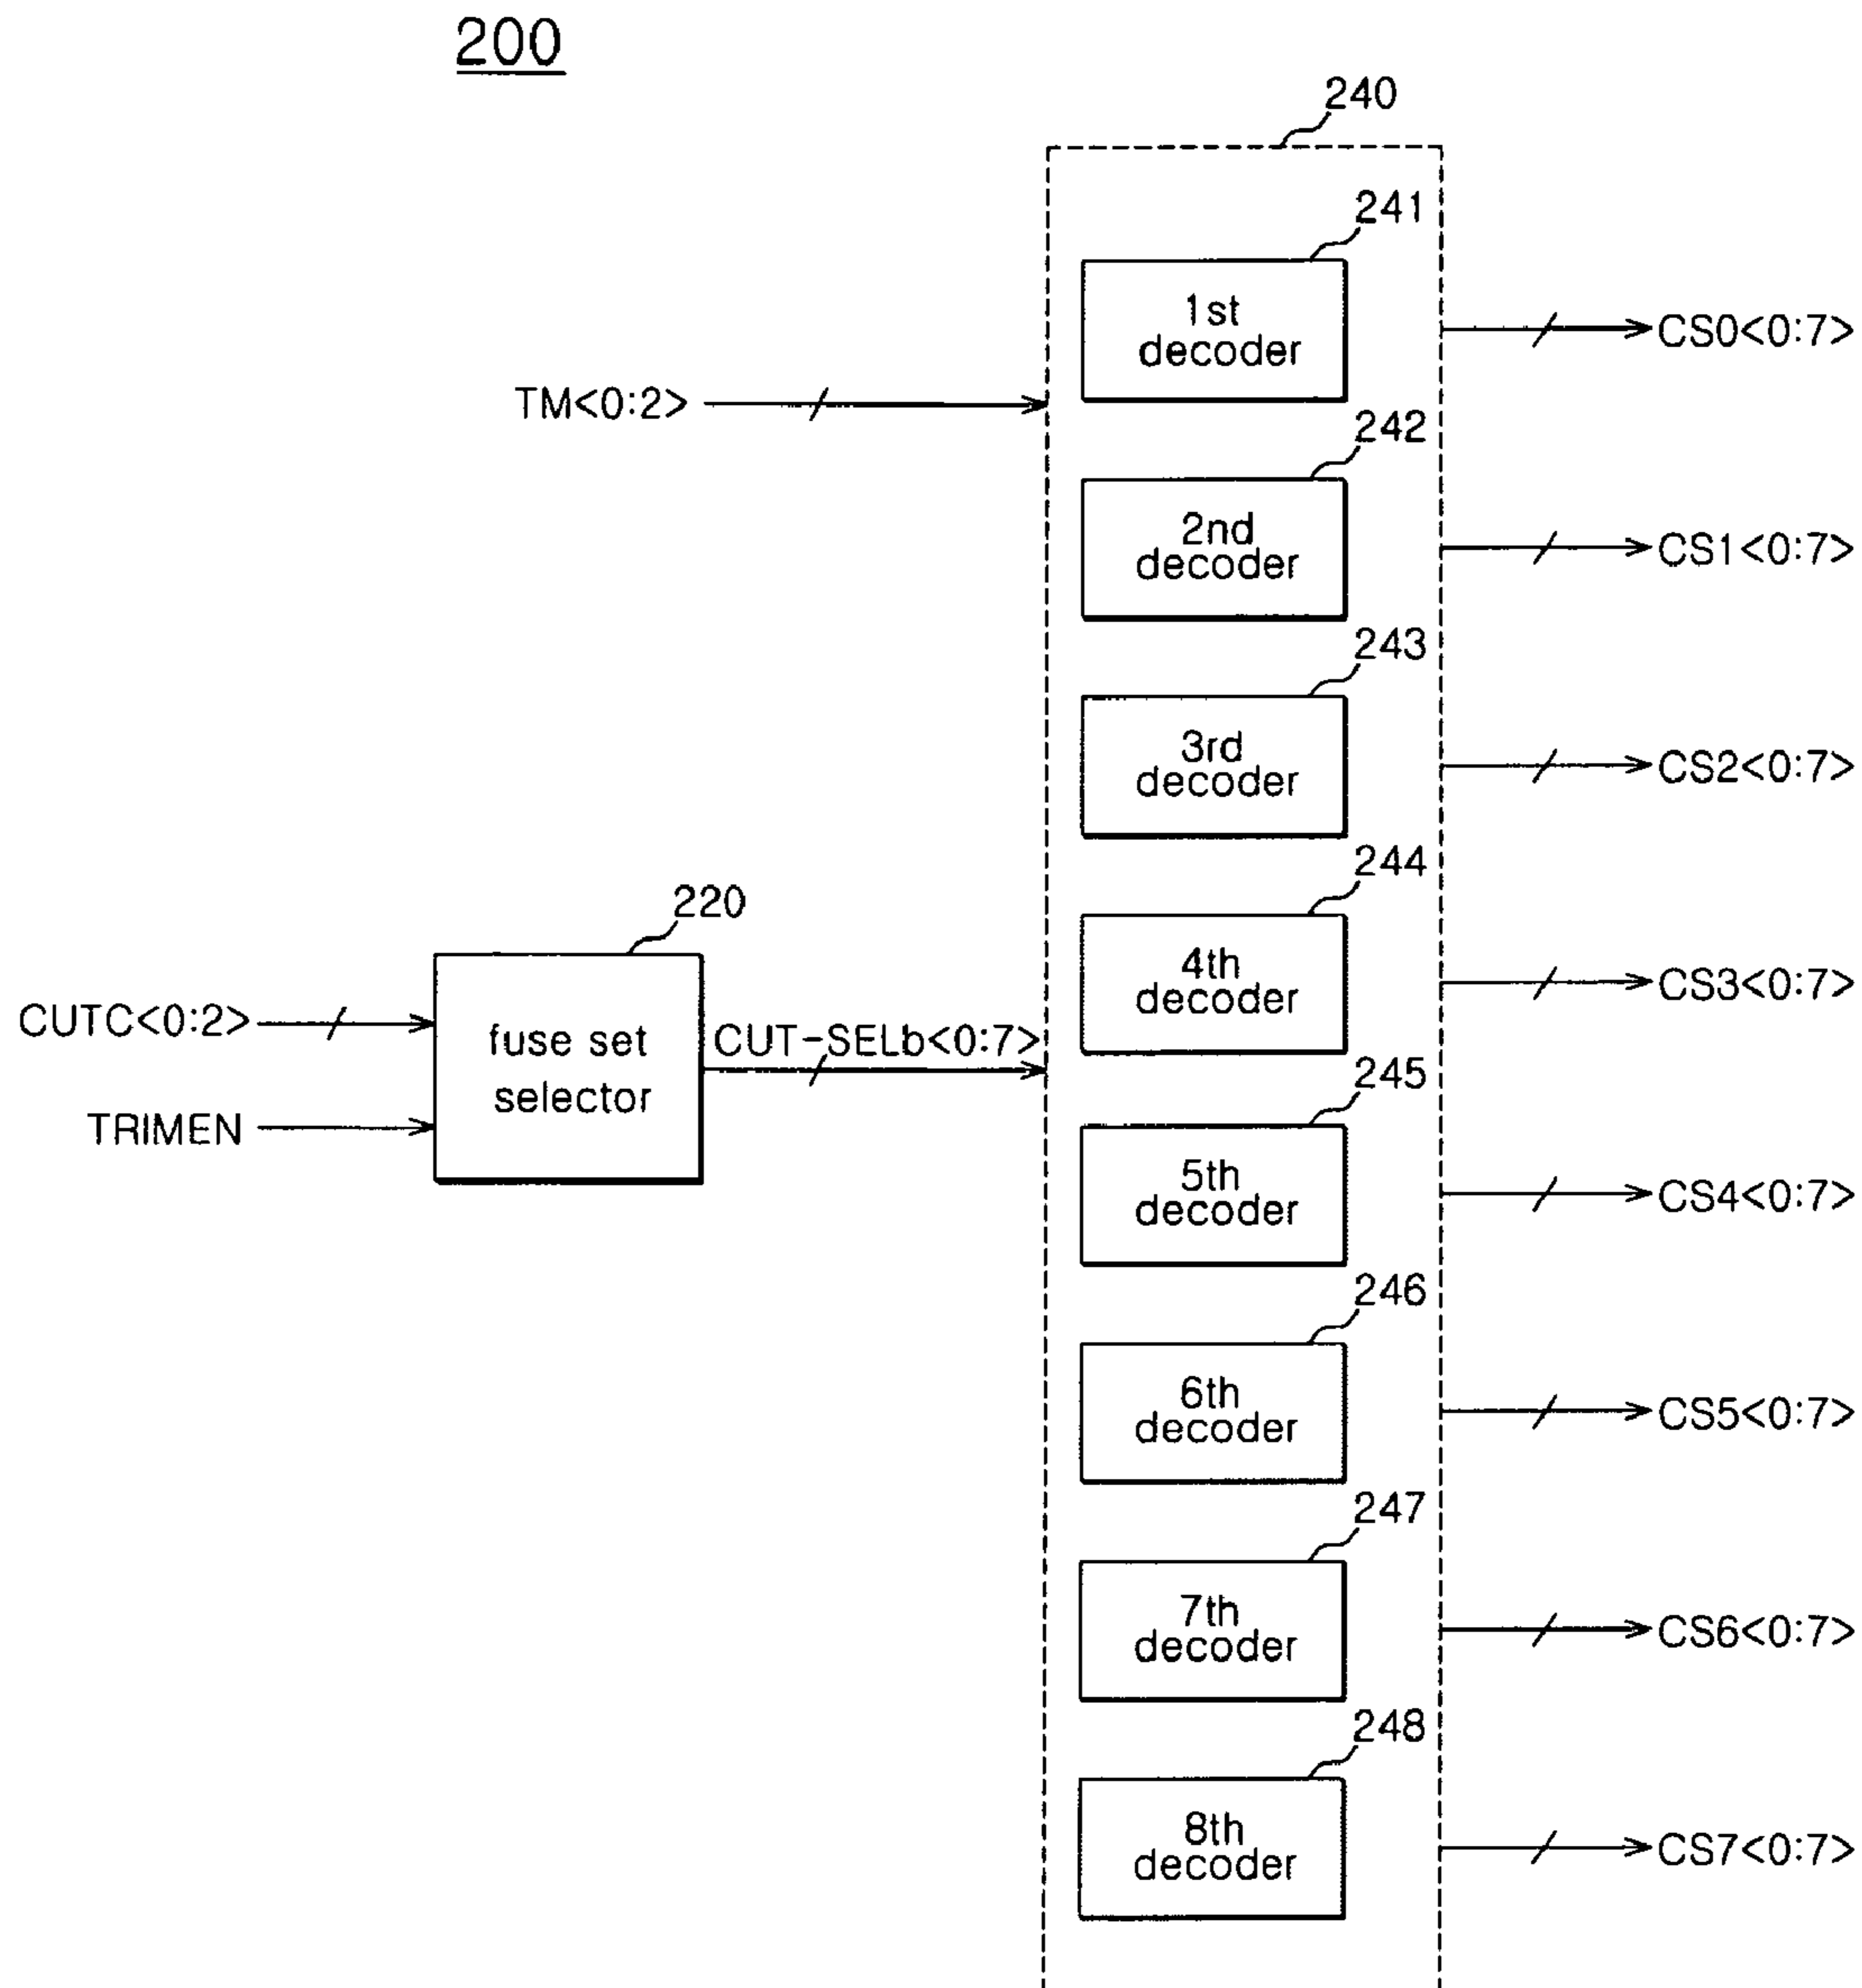 200
240
241
1st
decoder
CS0<0:7>
TM<0:2>
242
2nd
decoder
CS1<0:7>
243
3rd
decoder
CS2<0:7>
244
4th
decoder
CS3<0:7>
220
CUTC<0:2>
fuse set
selector
TRIMEN
CUT-SELb<0:7>
245
5th
decoder
CS4<0:7>
246
6th
decoder
CS5<0:7>
247
7th
decoder
CS6<0:7>
248
8th
decoder
CS7<0:7>